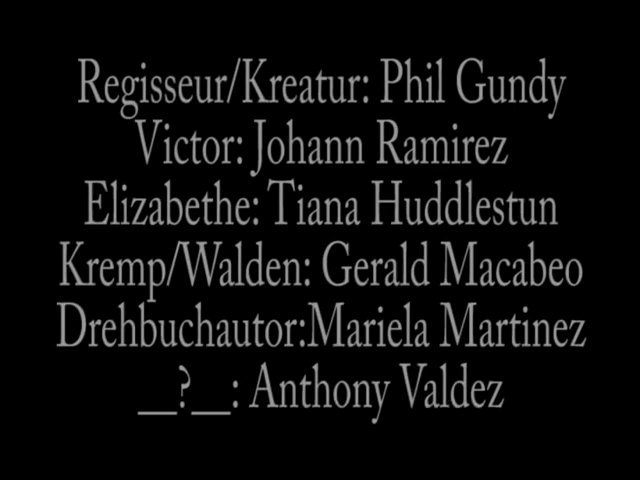 Regisseur/Kreatur: Phil Gundy
Victor: Johann Ramirez
Elizabethe: Tiana Huddlestun
Kremp/Walden: Gerald Macabeo
Drehbuchautor:Mariela Martinez
__?__: Anthony Valdez